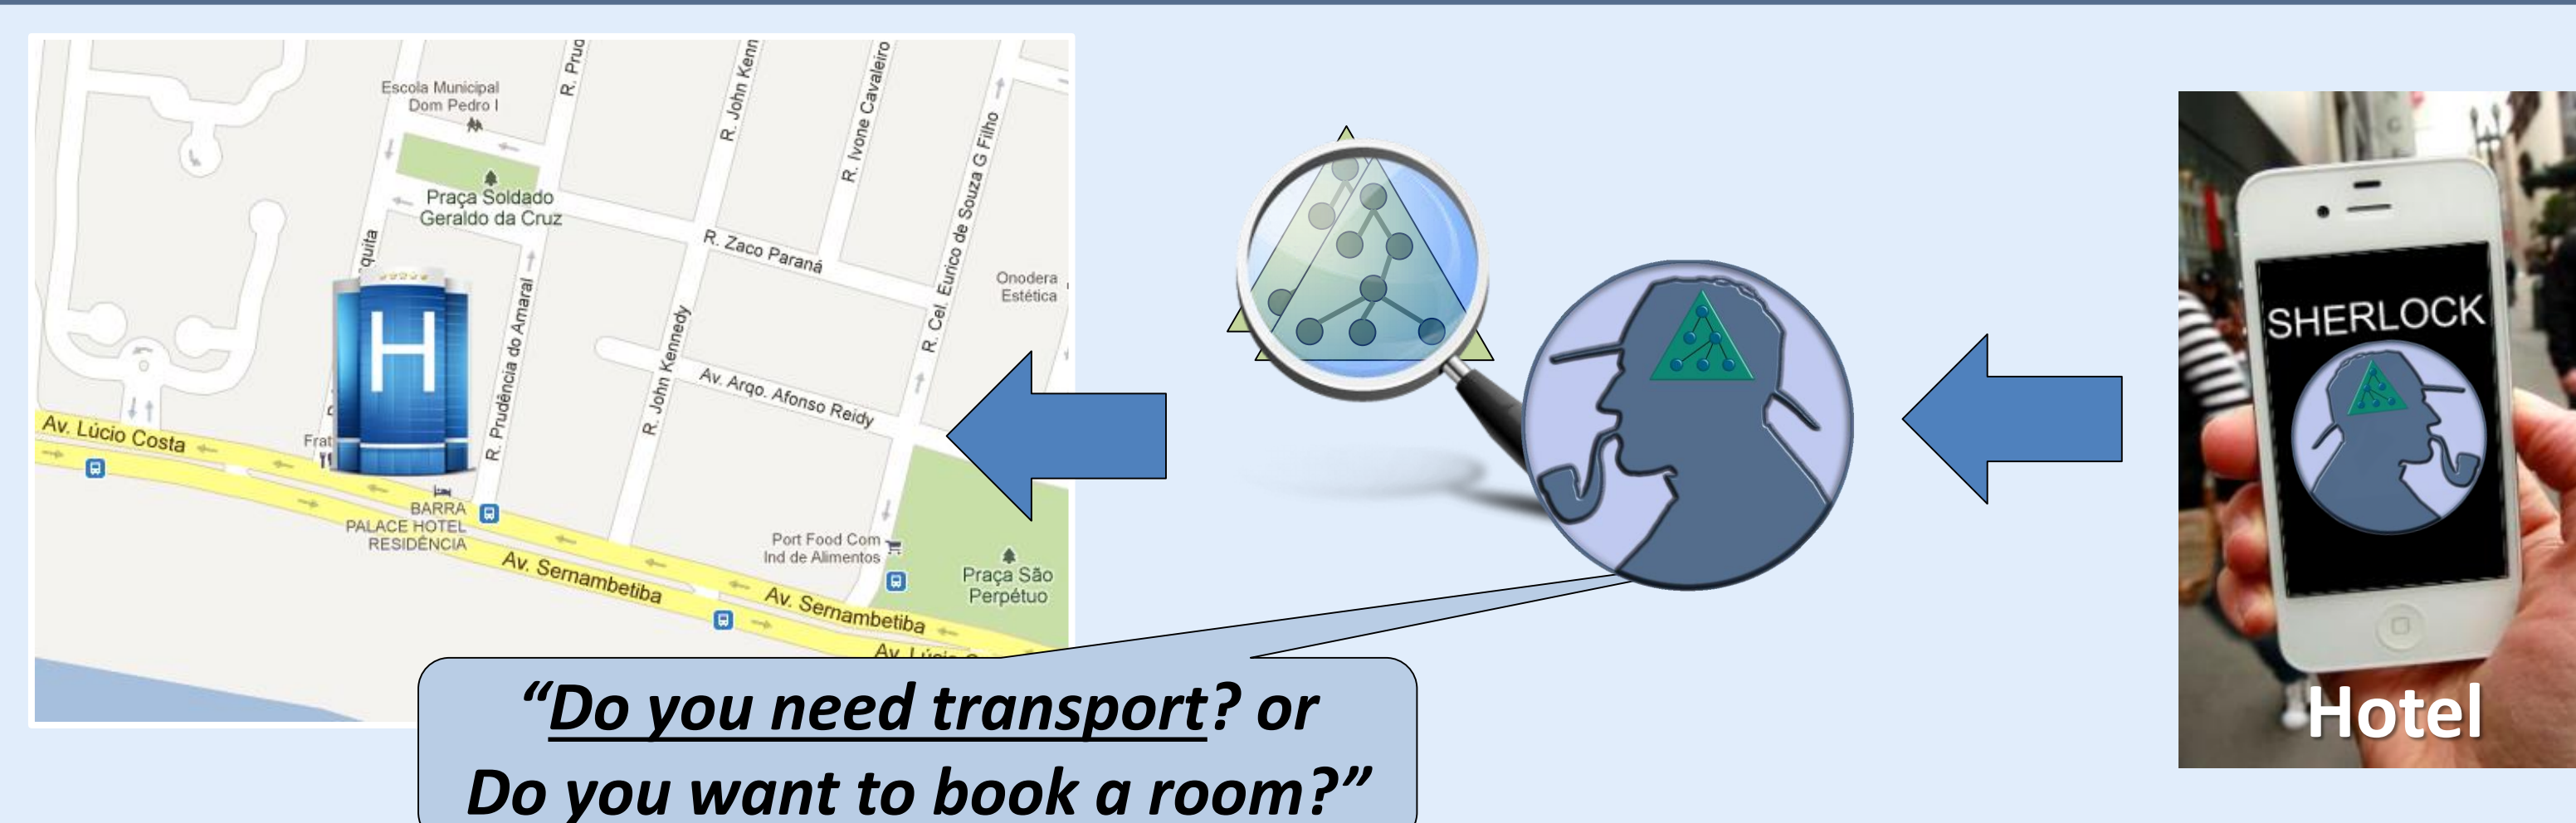 Escola Municipal
Dom Pedro I
R. Prud
R. John Kenn
R. Ivone Cavaleiro
R. Cel. Eurico de Souza G Filho
Praça Soldado
Geraldo da Cruz
quita
R. Zaco Paraná
Onodera
Estética
R. Prudência do Amaral
R. John Kennedy
H
Av. Arqo. Afonso Reidy
Av. Lúcio Costa
Frat
BARRA
PALACE HOTEL
RESIDÊNCIA
Port Food Com
Ind de Alimentos
Praça São
Perpétuo
Av. Sernambetiba
Av. Sernambetiba
SHERLOCK
Hotel
“Do you need transport? or
Do you want to book a room?”